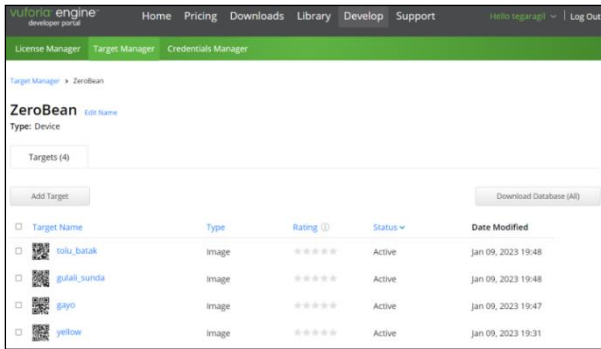 vuforia engine
developer portal
Home Pricing Downloads Library Develop Support Hello tegaragil Log Out
License Manager Target Manager Credentials Manager
Target Manager > ZeroBean
ZeroBean Edit Name
Type: Device
Targets (4)
Add Target Download Database (All)
Target Name Type Rating Status Date Modified
tolu_batak Image Active Jan 09, 2023 19:48
gulali_sunda Image Active Jan 09, 2023 19:48
gayo Image Active Jan 09, 2023 19:47
yellow Image Active Jan 09, 2023 19:31